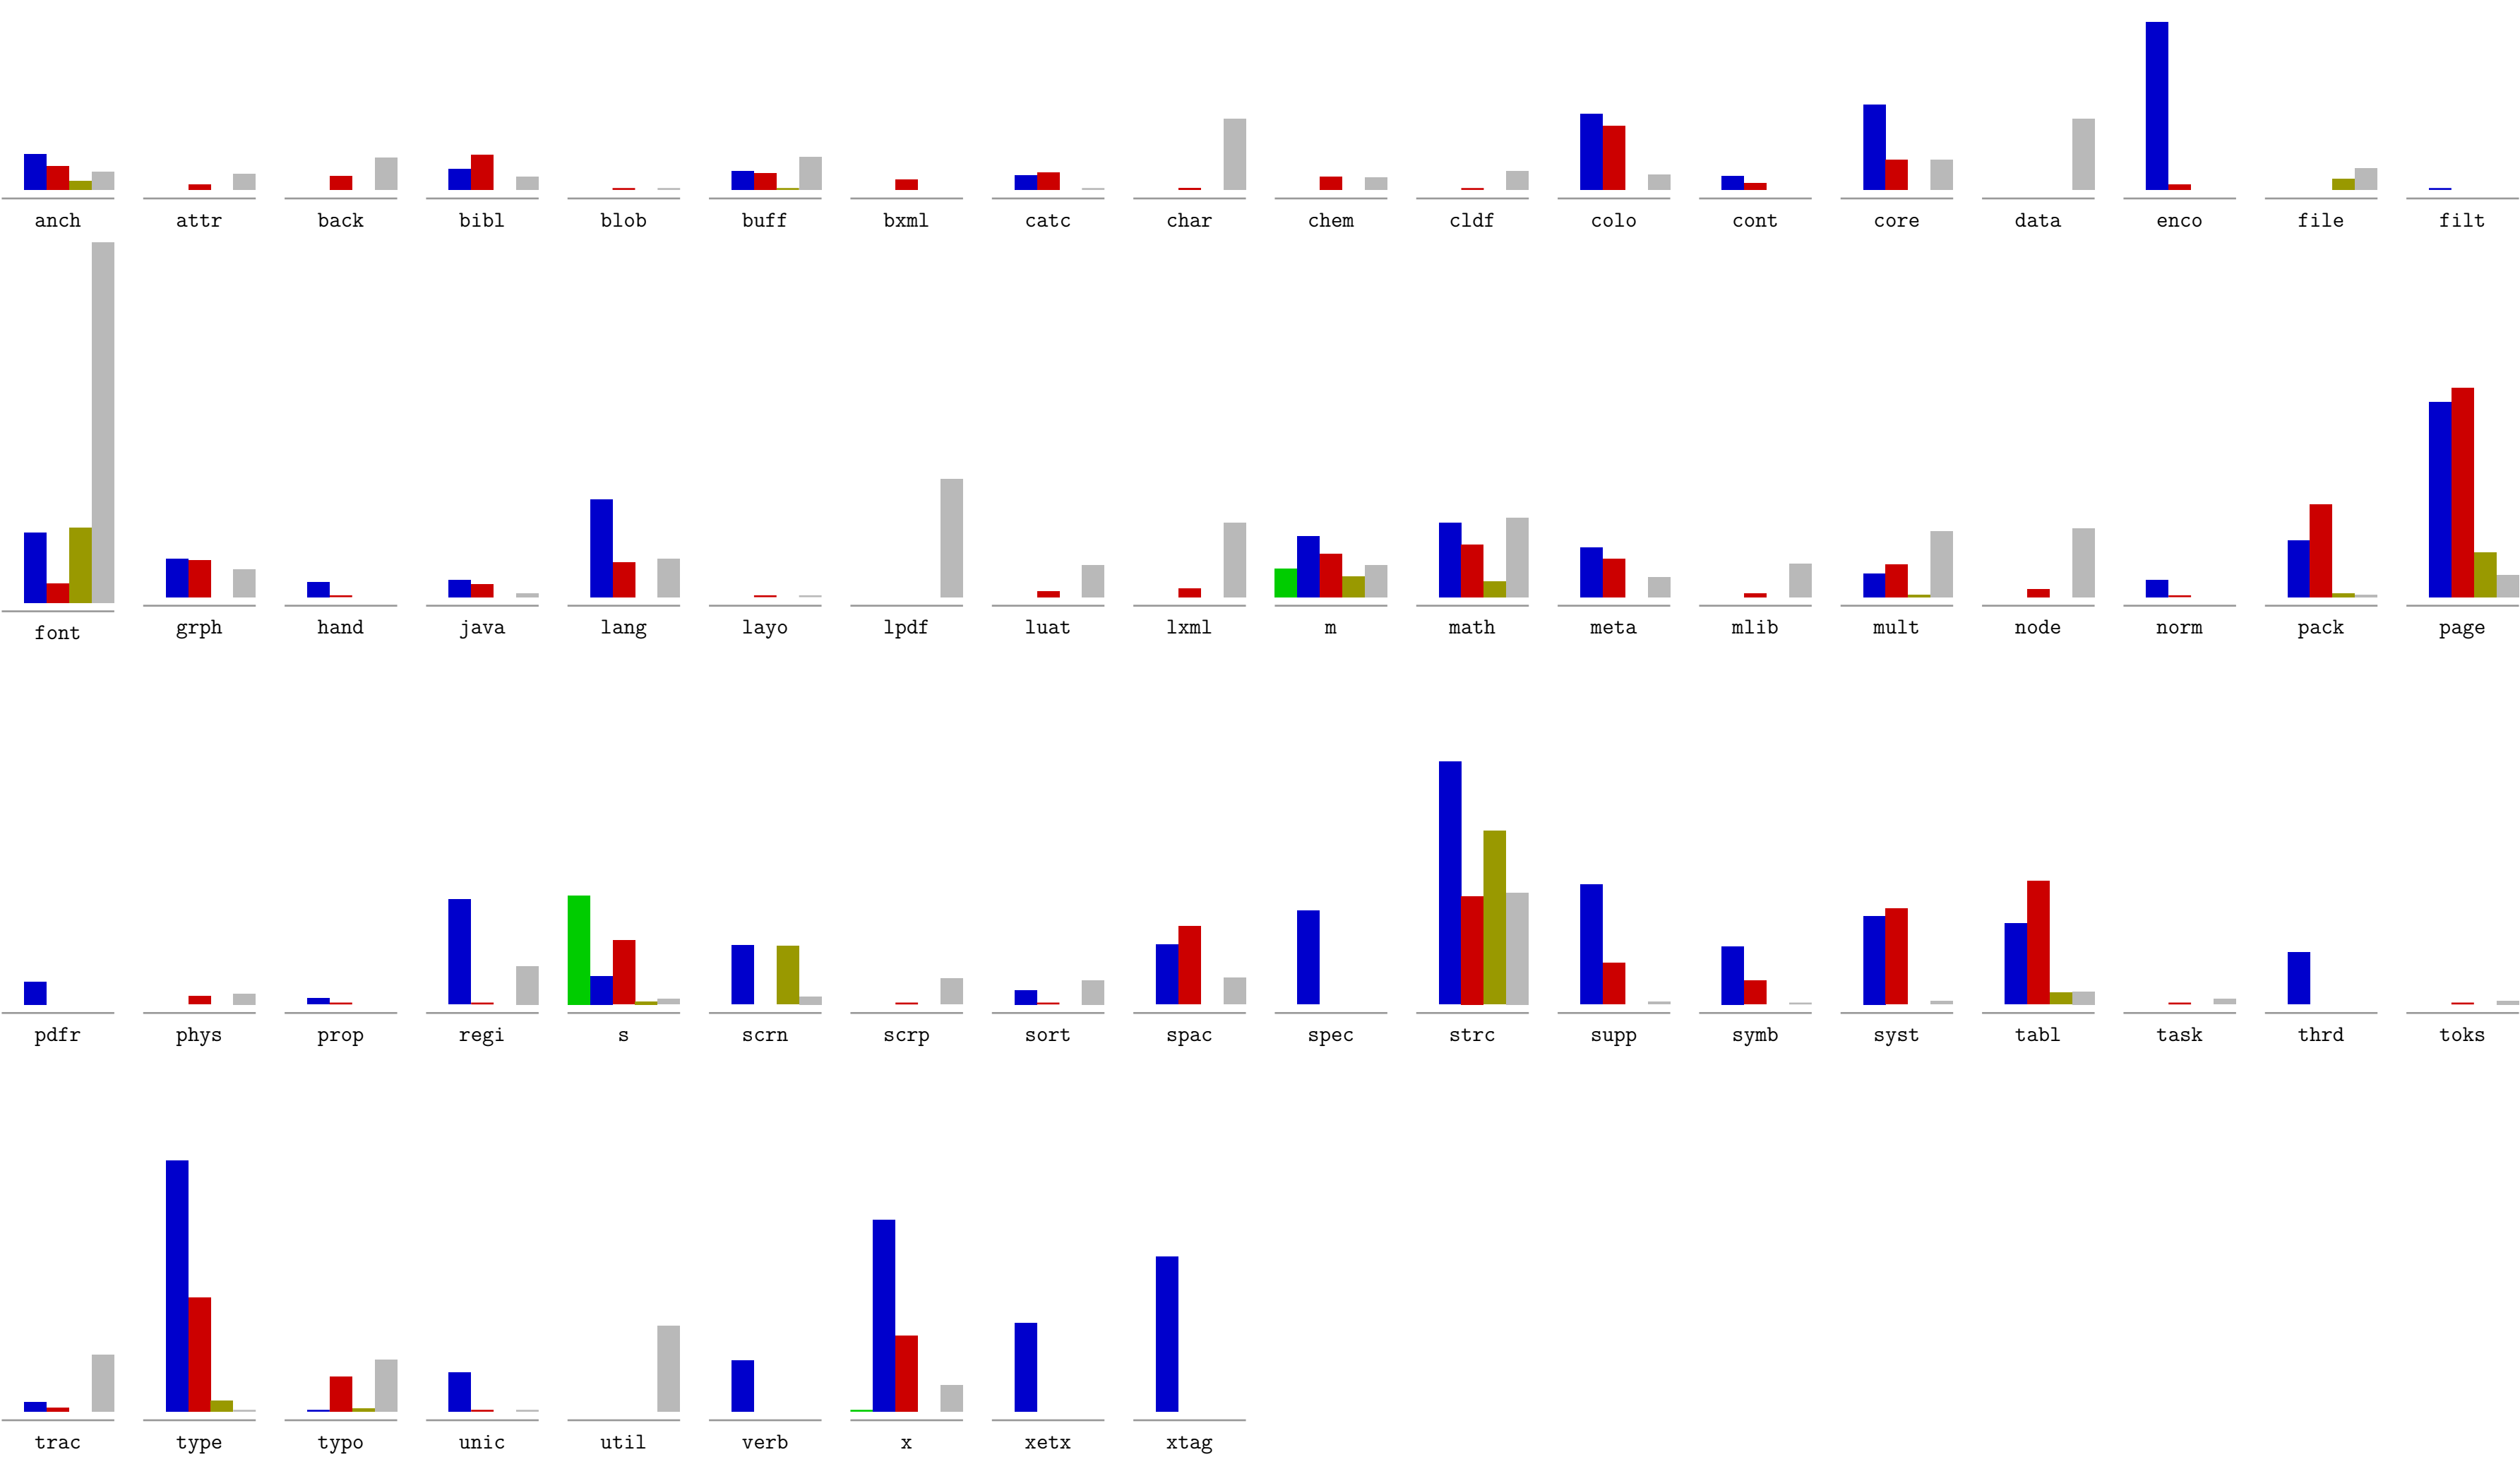 anch attr back bibl blob buff bxml catc char chem cldf colo cont core data enco file filt
font grph hand java lang layo lpdf luat lxml m math meta mlib mult node norm pack page
pdfr phys prop regi s scrn scrp sort spac spec strc supp symb syst tabl task thrd toks
trac type typo unic util verb x xetx xtag